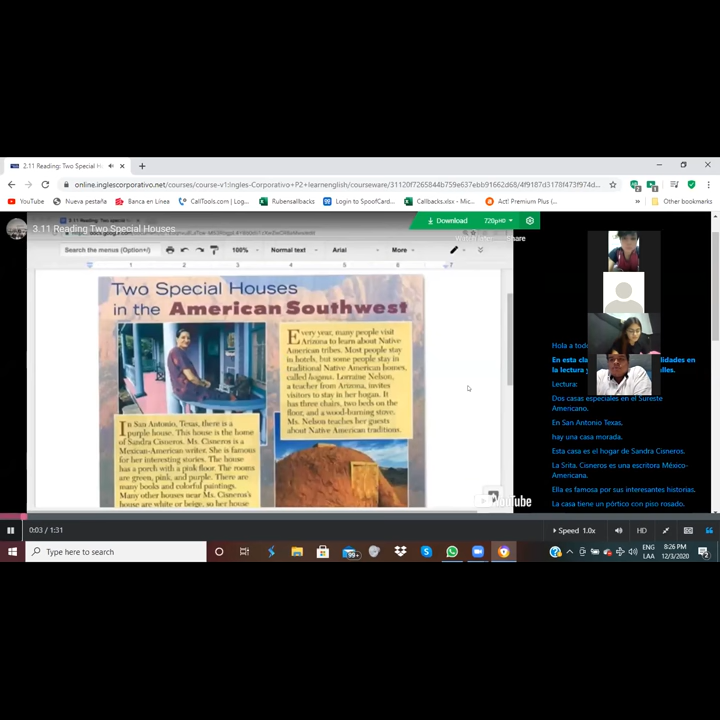 2.11 Reading: Two Special H
online.inglescorporativo.net/courses/course-v1:Ingles-Corporativo
YouTube
Nueva pestaña
Banca en Línea
CallTools.com | Log...
Rubensallbacks
Login to SpoofCard...
Callbacks.xlsx - Mic...
Act! Premium Plus (...
Other bookmarks
3.11 Reading Two Special Houses
Download
720p
Search the menus (Option+/)
100%
Normal text
Arial
More
Two Special Houses
in the American Southwest
Every year, many people visit
Arizona to learn about Native
American tribes. Most people stay
in hotels, but some people stay in
traditional Native American homes,
called hogans. Lorraine Nelson,
a teacher from Arizona, invites
visitors to stay in her hogan. It
has three chairs, two beds on the
floor, and a wood-burning stove.
Ms. Nelson teaches her guests
about Native American traditions.
In San Antonio, Texas, there is a
purple house. This house is the home
of Sandra Cisneros. Ms. Cisneros is a
Mexican-American writer. She is famous
for her interesting stories. The house
has a porch with a pink floor. The rooms
are green, pink, and purple. There are
many books and colorful paintings.
Many other houses near Ms. Cisneros's
house are white or beige, so her house
YouTube
Hola a tod
En esta cla
lidades en
la lectura y
lles.
Lectura:
Dos casas especiales en el Sureste
Americano.
En San Antonio Texas,
hay una casa morada.
Esta casa es el hogar de Sandra Cisneros.
La Srita. Cisneros es una escritora México-
Americana.
Ella es famosa por sus interesantes historias.
La casa tiene un pórtico con piso rosado.
0:03 / 1:31
Speed 1.0x
HD
Type here to search
99+
ENG
LAA
8:26 PM
12/3/2020
2